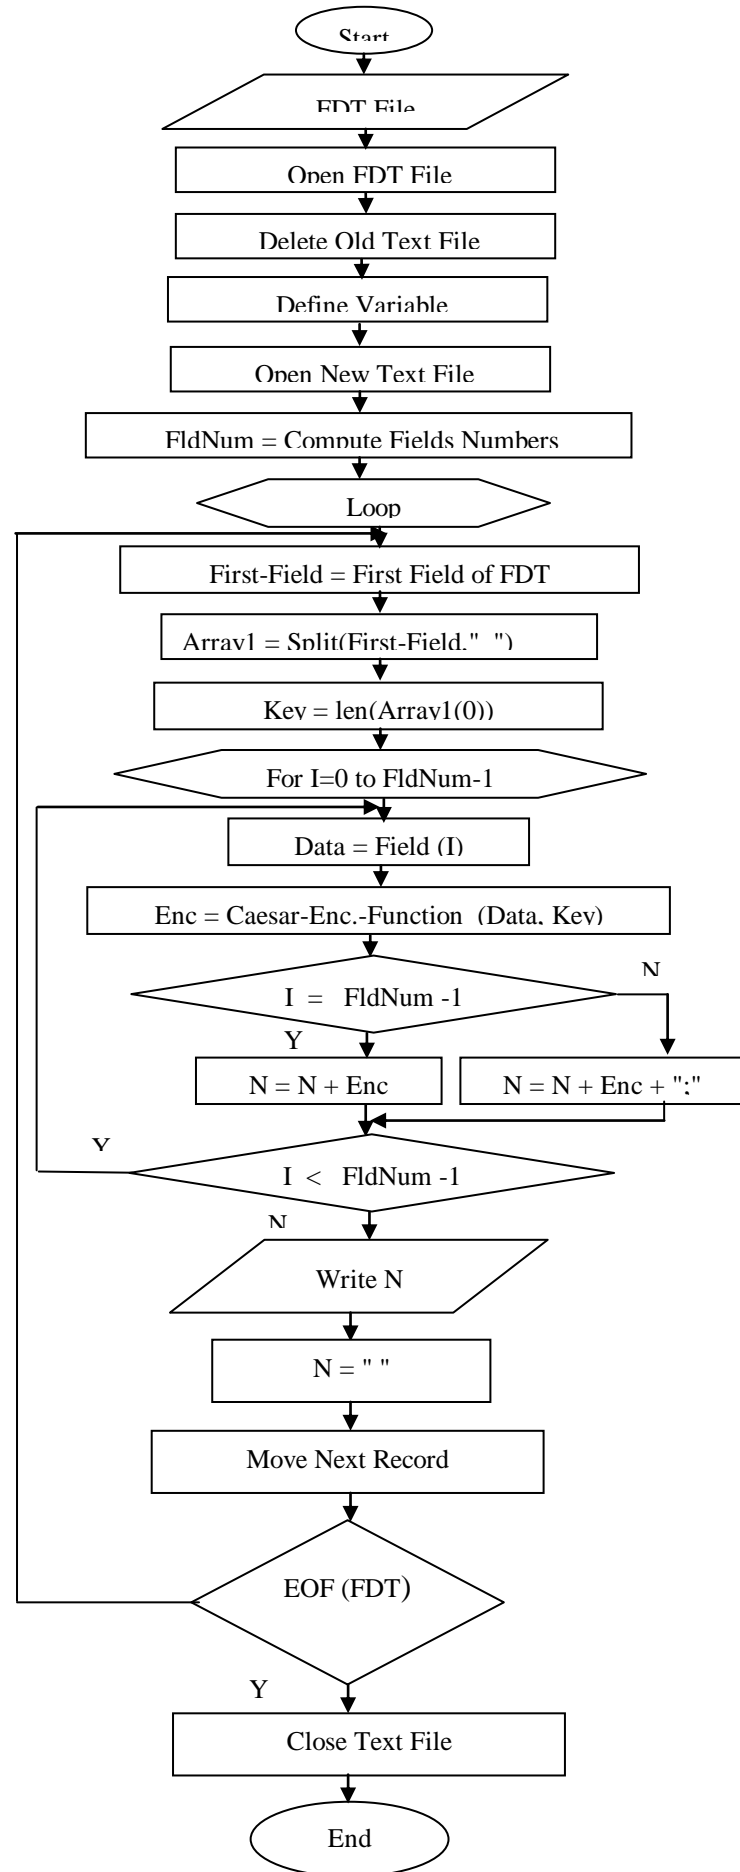 Start
FDT File
Open FDT File
Delete Old Text File
Define Variable
Open New Text File
FldNum = Compute Fields Numbers
Loop
First-Field = First Field of FDT
Array1 = Split(First-Field," ")
Key = len(Array1(0))
For I=0 to FldNum-1
Data = Field (I)
Enc = Caesar-Enc.-Function (Data, Key)
N
I = FldNum -1
Y
N = N + Enc
N = N + Enc + ";"
Y
I < FldNum -1
N
Write N
N = " "
Move Next Record
EOF (FDT)
Y
Close Text File
End